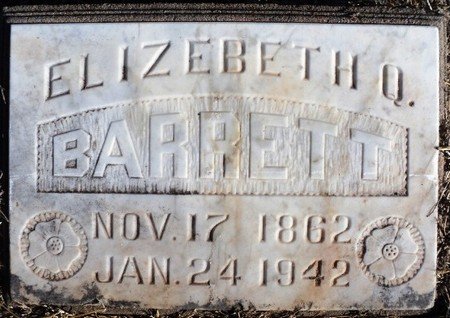 ELIZEBETH Q.
BARRETT
NOV. 17 1862
JAN. 24 1942